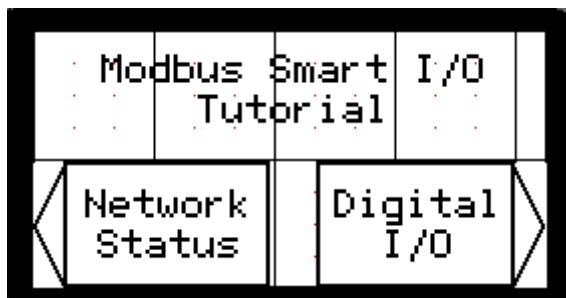 Modbus Smart I/O
Tutorial
Network
Status
Digital
I/O